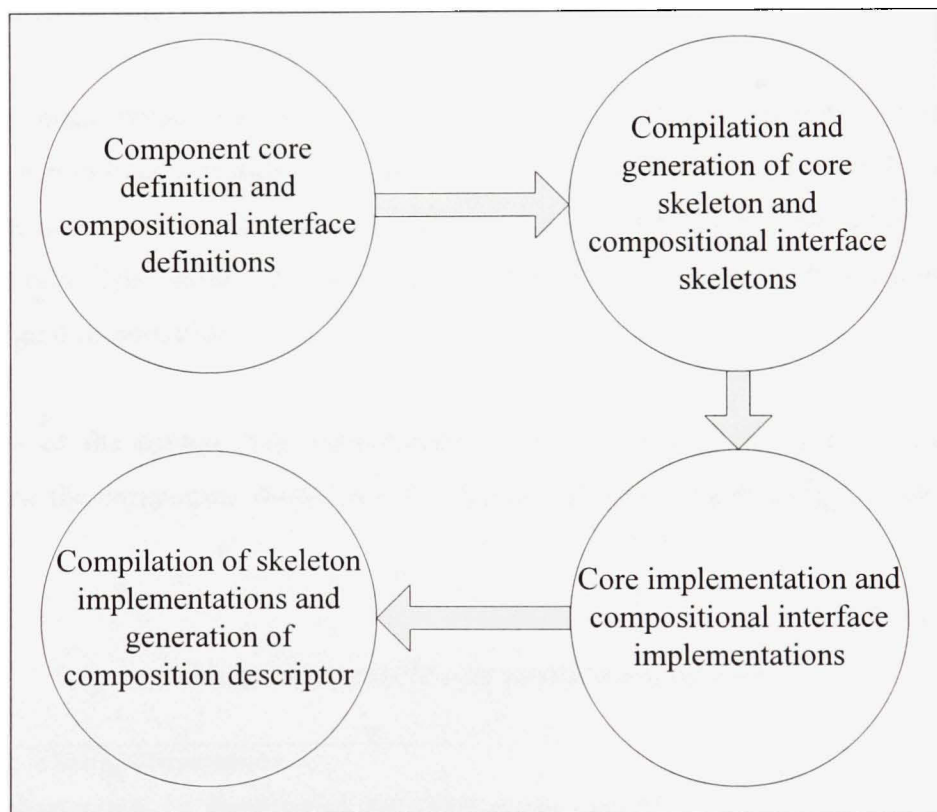 Component core
definition and
compositional interface
definitions
Compilation and
generation of core
skeleton and
compositional interface
skeletons
Core implementation and
compositional interface
implementations
Compilation of skeleton
implementations and
generation of
composition descriptor